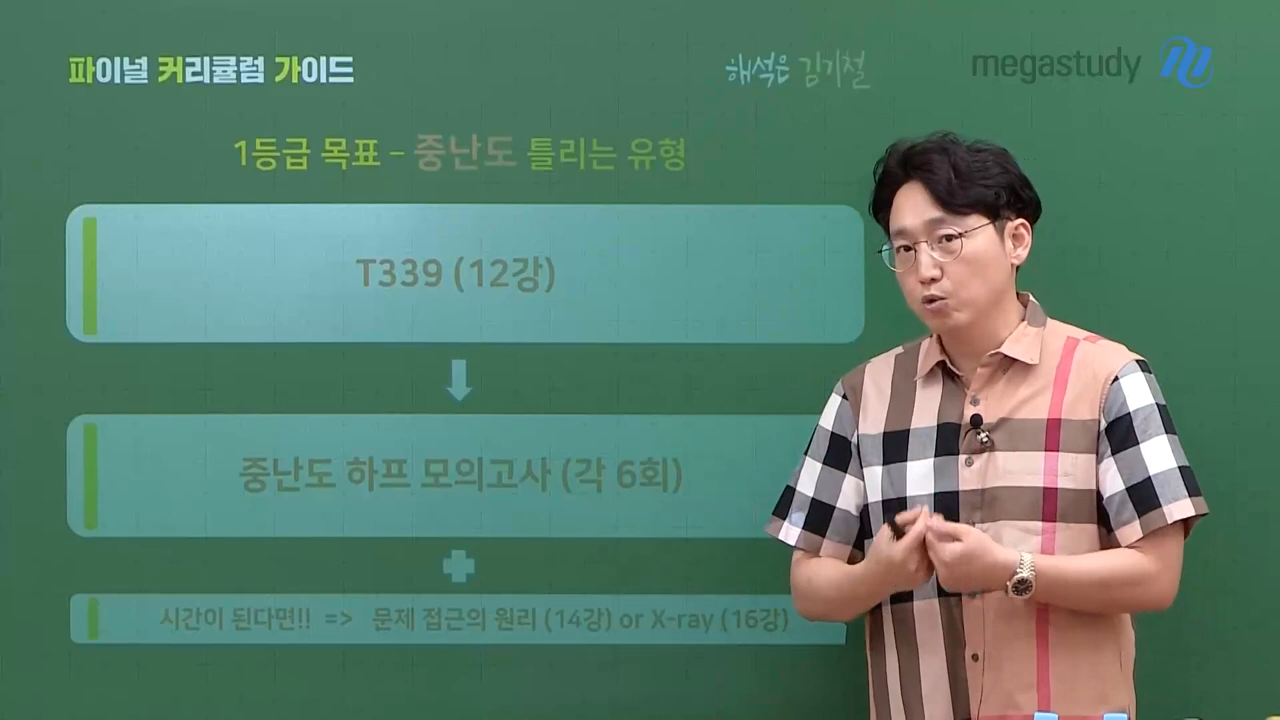 파이널 커리큘럼 가이드
해석은 김기철
megastudy
1등급 목표 - 중난도 틀리는 유형
T339 (12강)
중난도 하프 모의고사 (각 6회)
시간이 된다면!! => 문제 접근의 원리 (14강) or X-ray (16강)